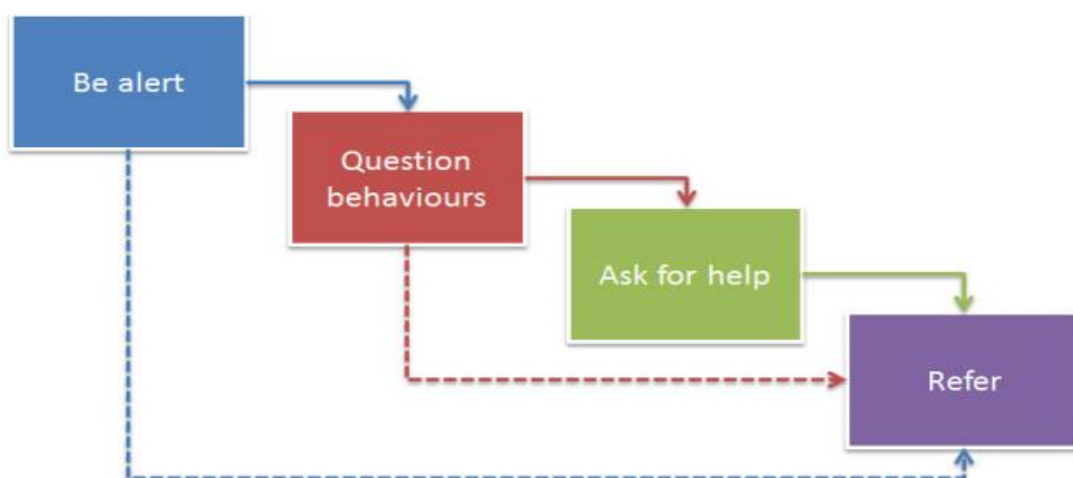 Be alert
Question
behaviours
Ask for help
Refer